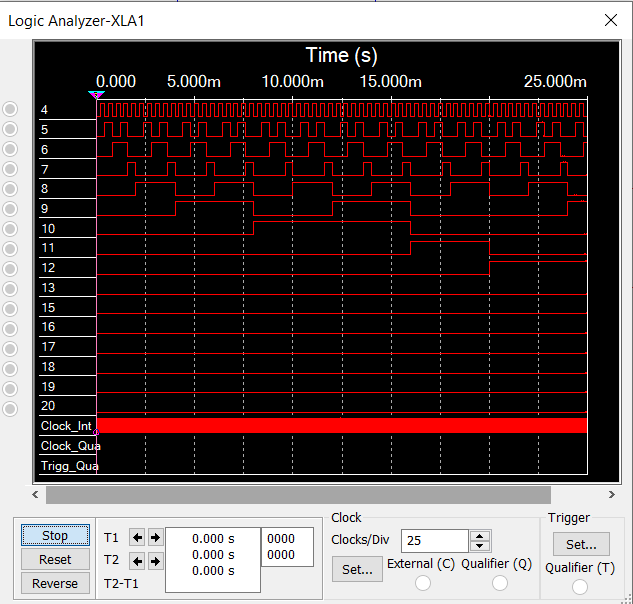 Logic Analyzer-XLA1
Time (s)
0.000 5.000m 10.000m 15.000m 25.000m
4
5
6
7
8
9
10
11
12
13
15
16
17
18
19
20
Clock_Int
Clock_Qua
Trigg_Qua
Stop
Reset
Reverse
T1
T2
T2-T1
0.000 s
0.000 s
0.000 s
0000
0000
Clock
Clocks/Div 25
Set... External (C) Qualifier (Q)
Trigger
Set...
Qualifier (T)